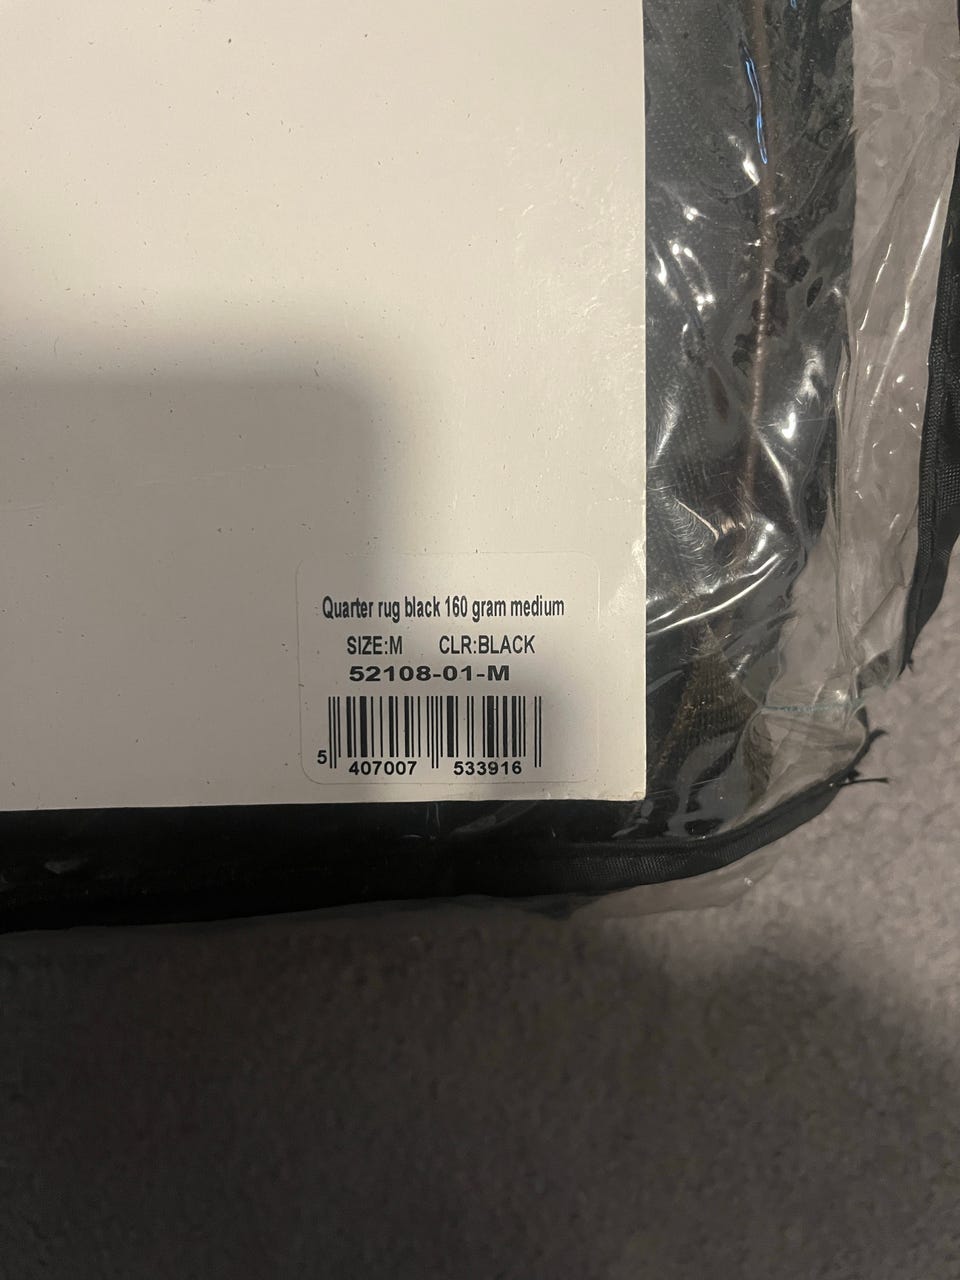 Quarter rug black 160 gram medium
SIZE:M CLR:BLACK
52108-01-M
5 407007 533916